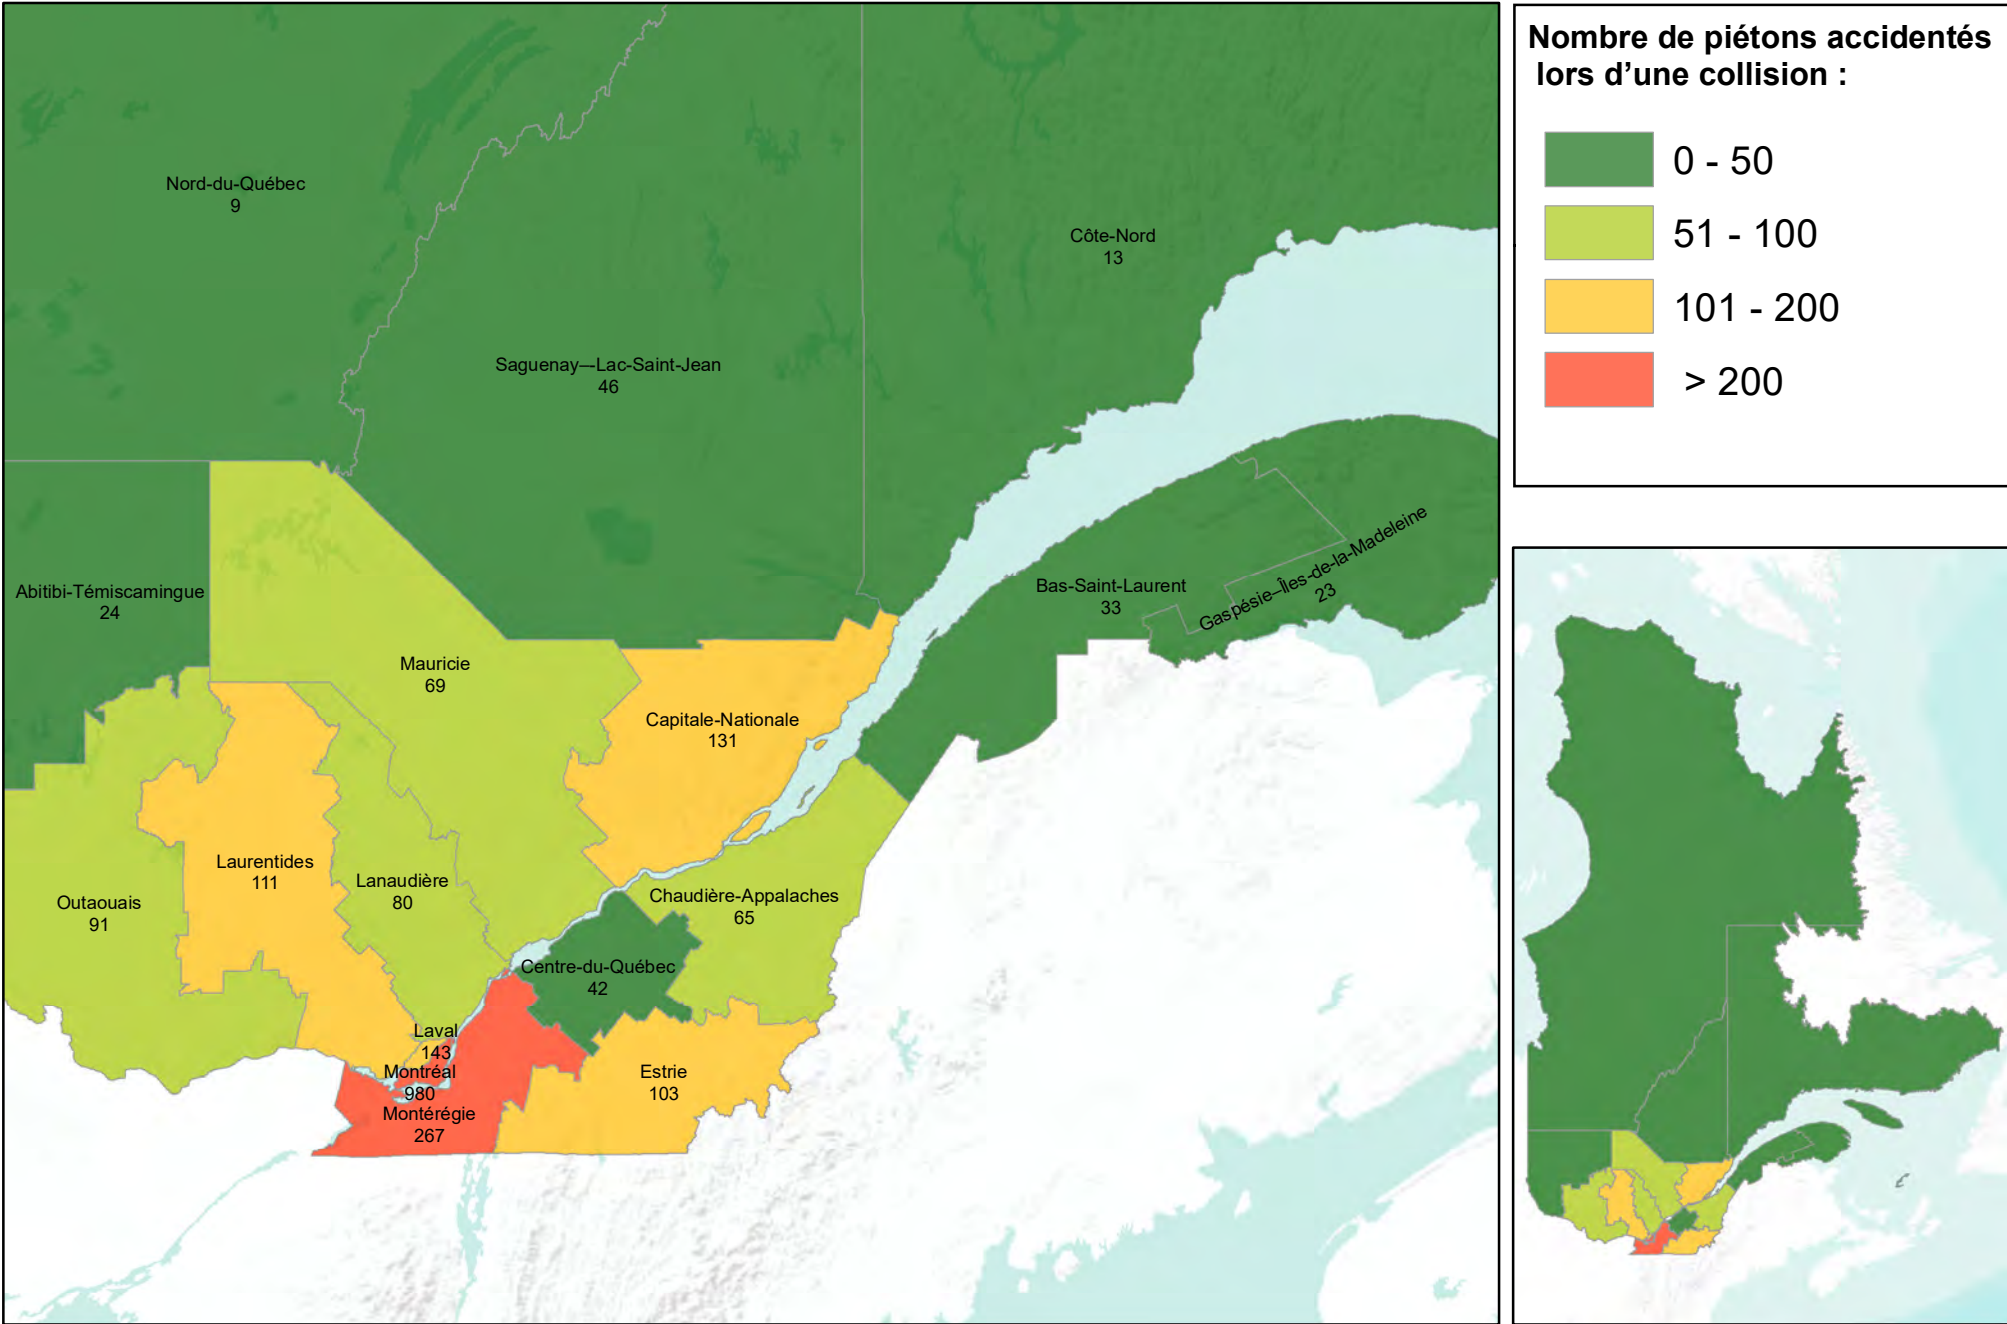 Nombre de piétons accidentés
lors d'une collision :
0 - 50
51 - 100
101 - 200
> 200
Nord-du-Québec
9
Côte-Nord
13
Saguenay—Lac-Saint-Jean
46
Abitibi-Témiscamingue
24
Bas-Saint-Laurent
33
Gaspésie–Îles-de-la-Madeleine
23
Mauricie
69
Capitale-Nationale
131
Laurentides
111
Lanaudière
80
Outaouais
91
Chaudière-Appalaches
65
Centre-du-Québec
42
Laval
143
Montréal
980
Montérégie
267
Estrie
103